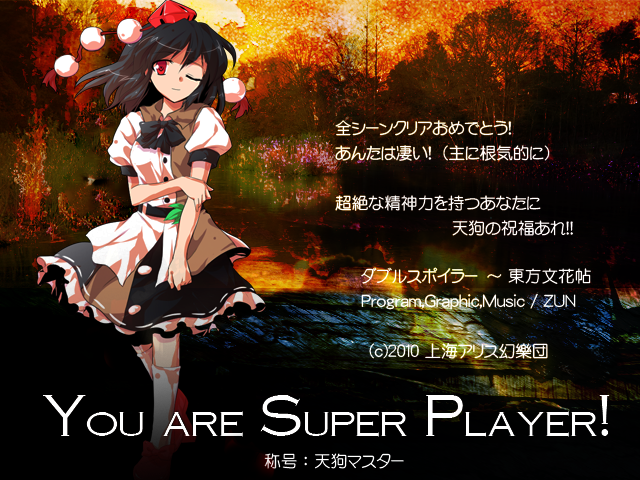 全シーンクリアおめでとう!
あんたは凄い!（主に根気的に）
超絶な精神力を持つあなたに
天狗の祝福あれ!!
ダブルスポイラー ～ 東方文花帖
Program,Graphic,Music / ZUN
(c)2010 上海アリス幻樂団
YOU ARE SUPER PLAYER!
称号：天狗マスター